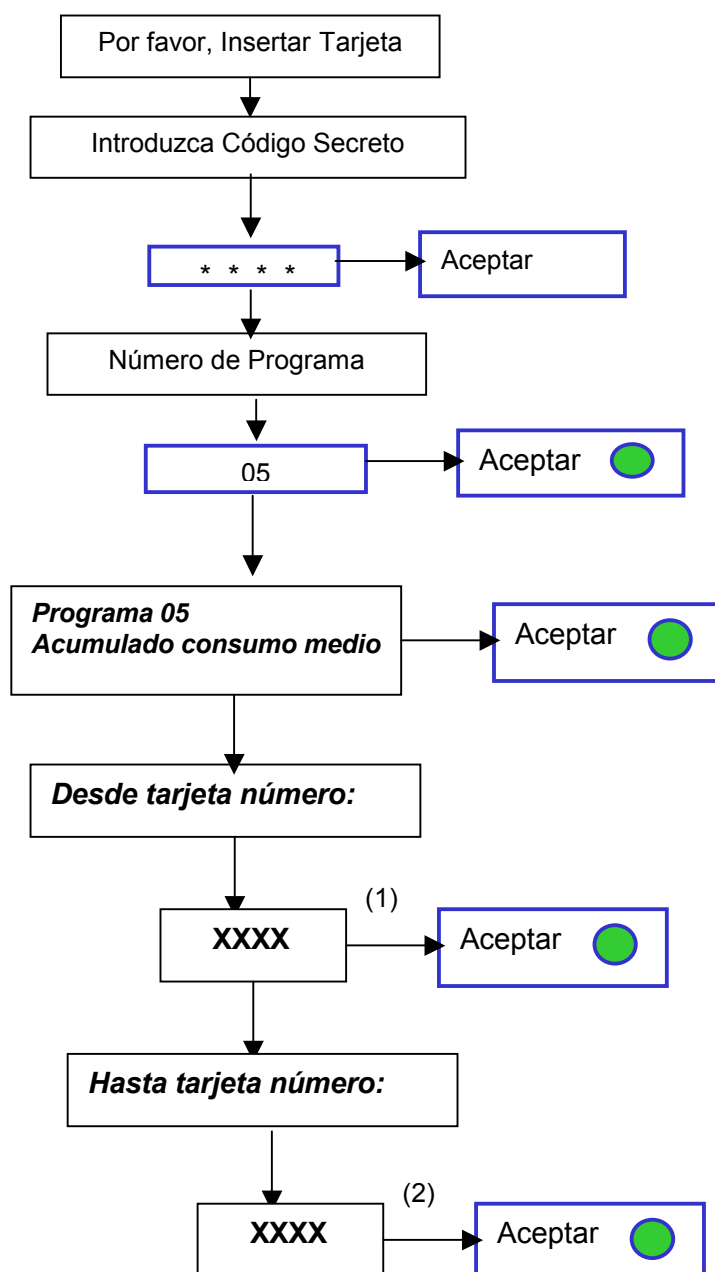 Por favor, Insertar Tarjeta
Introduzca Código Secreto
* * * *
Aceptar
Número de Programa
05
Aceptar
Programa 05
Acumulado consumo medio
Aceptar
Desde tarjeta número:
XXXX
(1)
Aceptar
Hasta tarjeta número:
XXXX
(2)
Aceptar